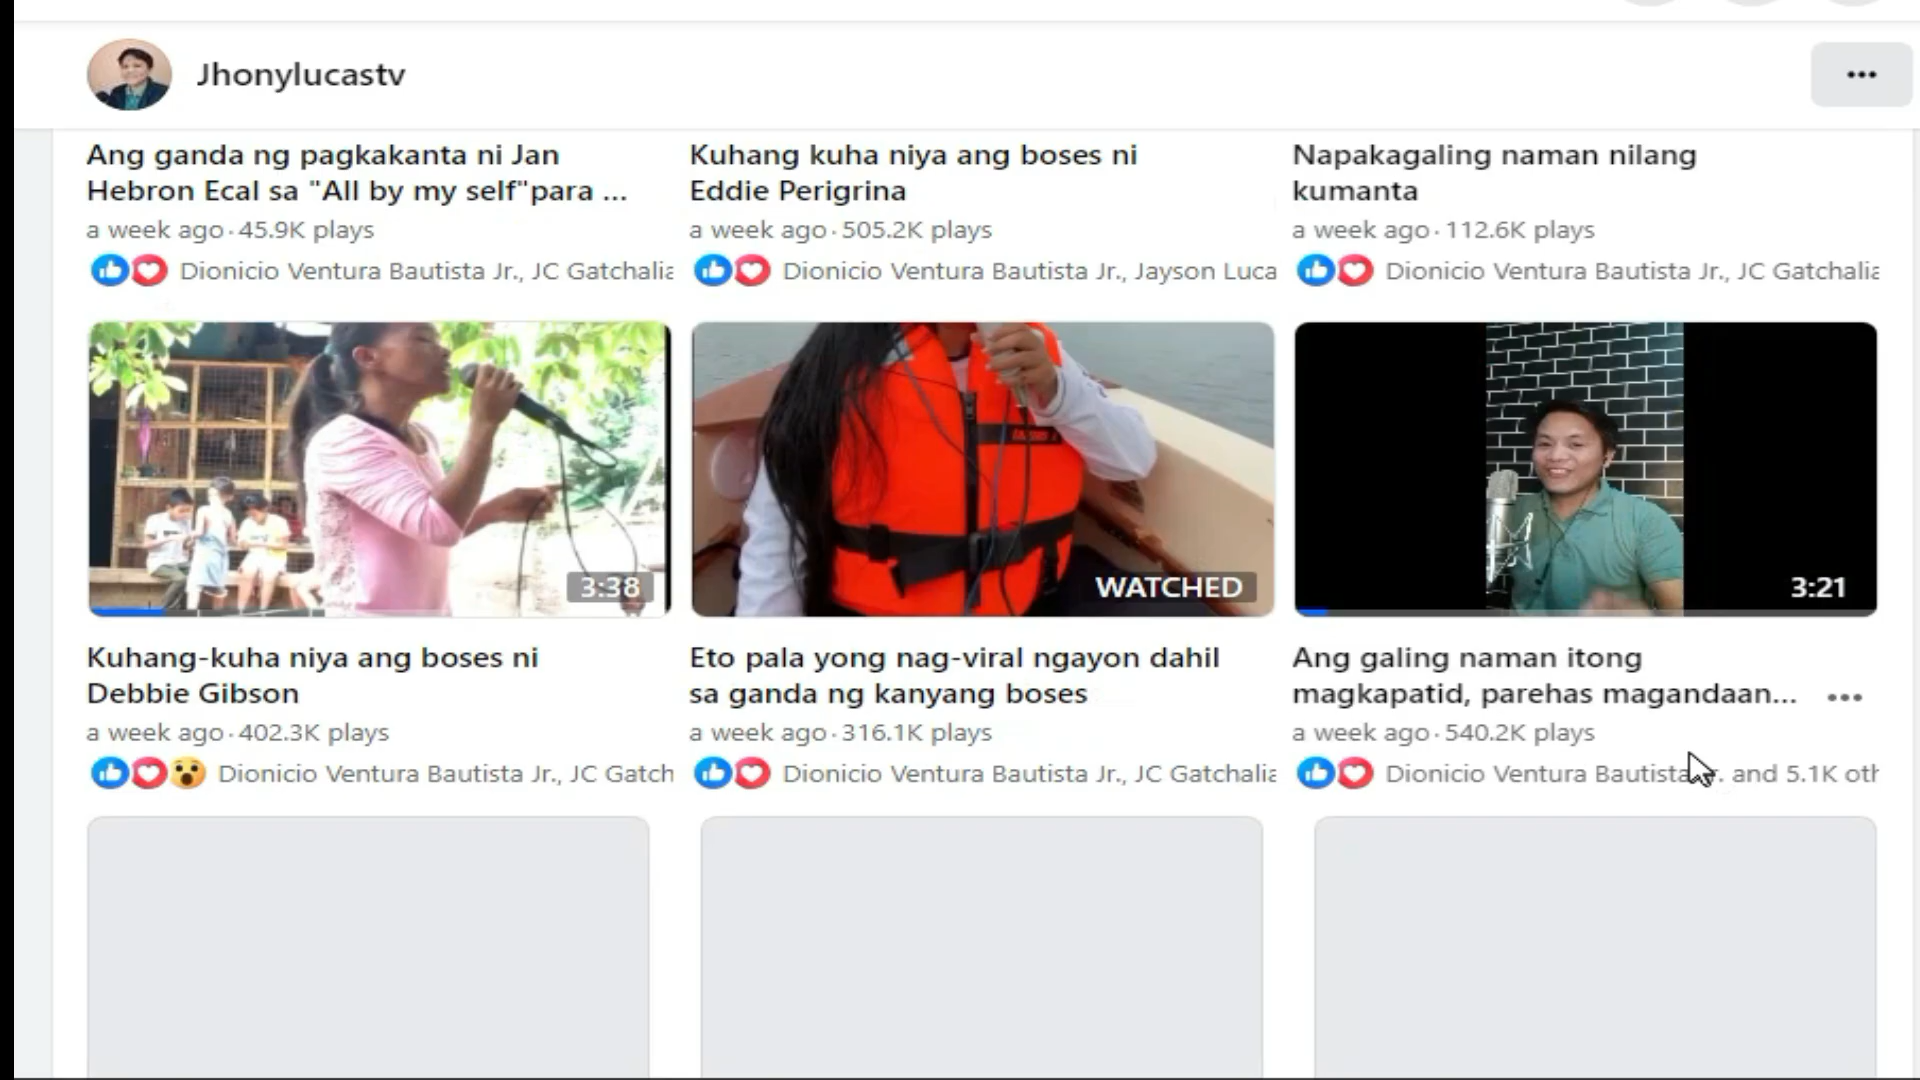 Jhonylucastv
Ang ganda ng pagkakanta ni Jan
Hebron Ecal sa "All by my self"para ...
a week ago · 45.9K plays
Dionicio Ventura Bautista Jr., JC Gatchalia
Kuhang kuha niya ang boses ni
Eddie Perigrina
a week ago · 505.2K plays
Dionicio Ventura Bautista Jr., Jayson Luca
Napakagaling naman nilang
kumanta
a week ago · 112.6K plays
Dionicio Ventura Bautista Jr., JC Gatchalia
3:38
Kuhang-kuha niya ang boses ni
Debbie Gibson
a week ago · 402.3K plays
Dionicio Ventura Bautista Jr., JC Gatch
WATCHED
Eto pala yong nag-viral ngayon dahil
sa ganda ng kanyang boses
a week ago · 316.1K plays
Dionicio Ventura Bautista Jr., JC Gatchalia
3:21
Ang galing naman itong
magkapatid, parehas magandaan...
a week ago · 540.2K plays
Dionicio Ventura Bautista Jr. and 5.1K oth